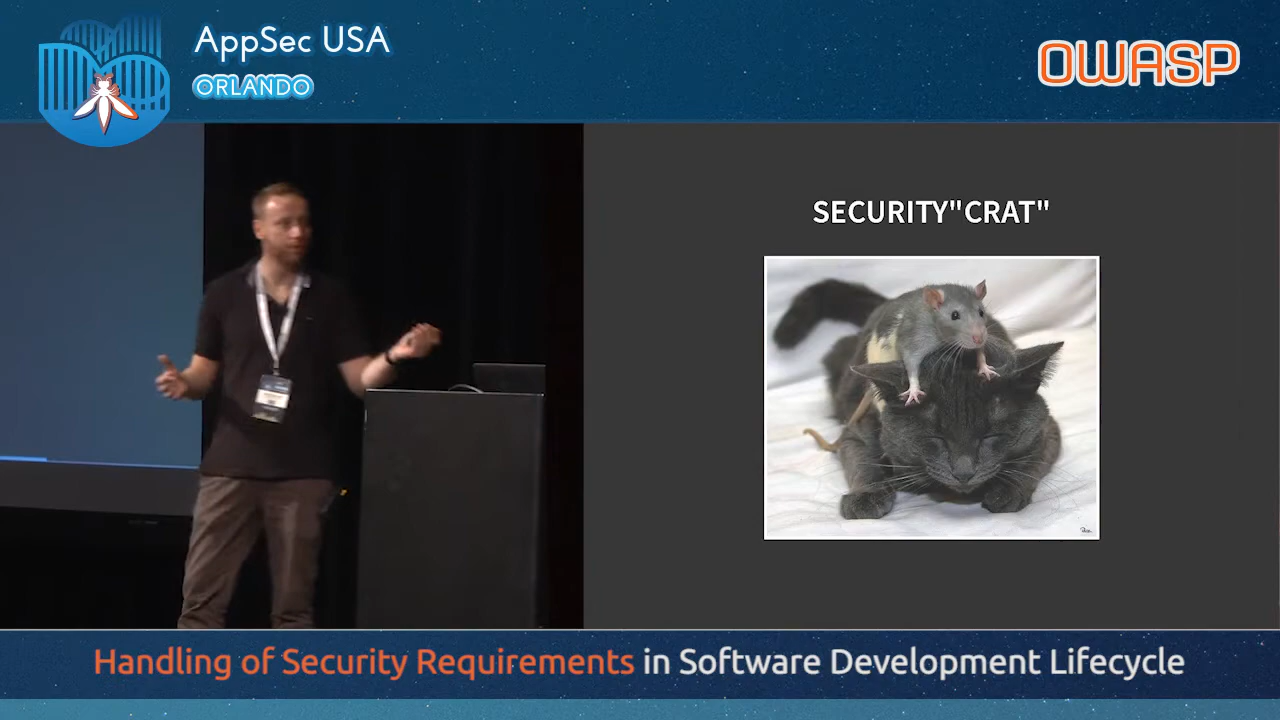 AppSec USA
ORLANDO
OWASP
SECURITY"CRAT"
Handling of Security Requirements in Software Development Lifecycle